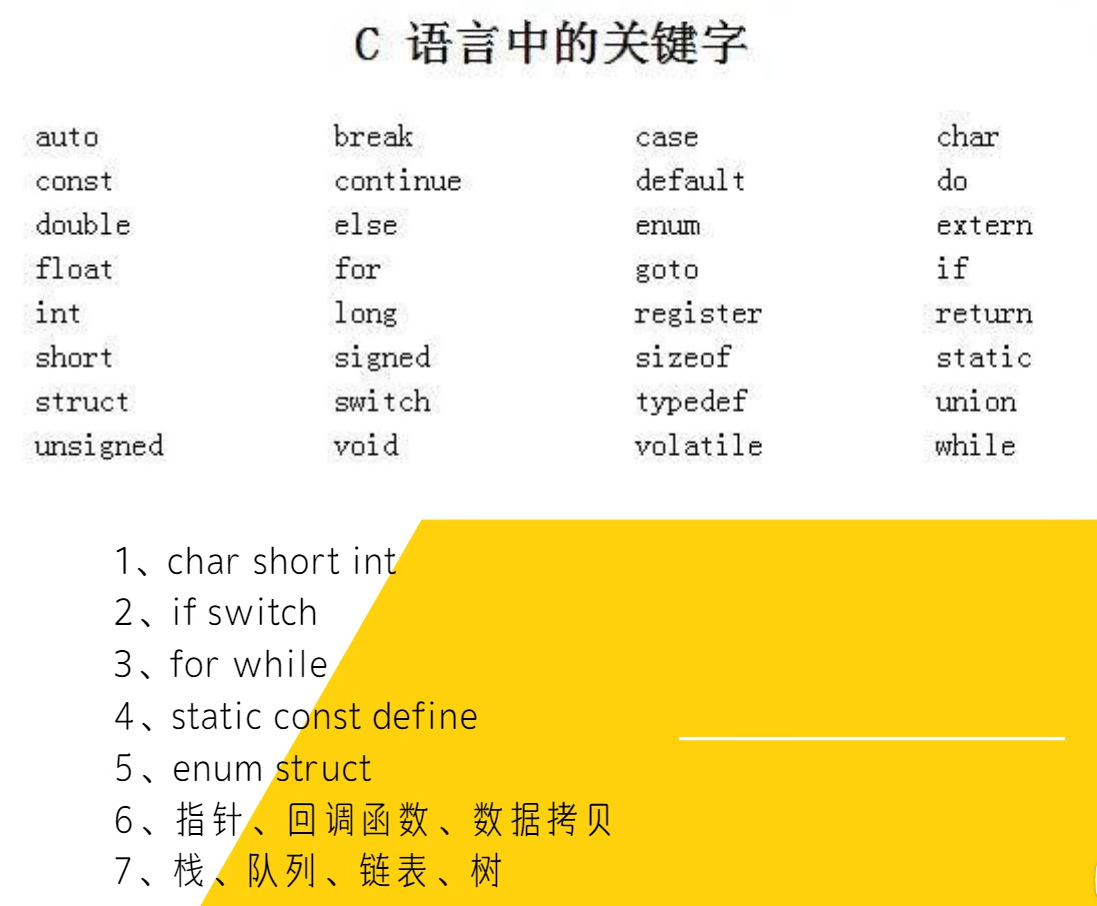 C 语言中的关键字
auto break case char
const continue default do
double else enum extern
float for goto if
int long register return
short signed sizeof static
struct switch typedef union
unsigned void volatile while
1、char short int
2、if switch
3、for while
4、static const define
5、enum struct
6、指针、回调函数、数据拷贝
7、栈、队列、链表、树